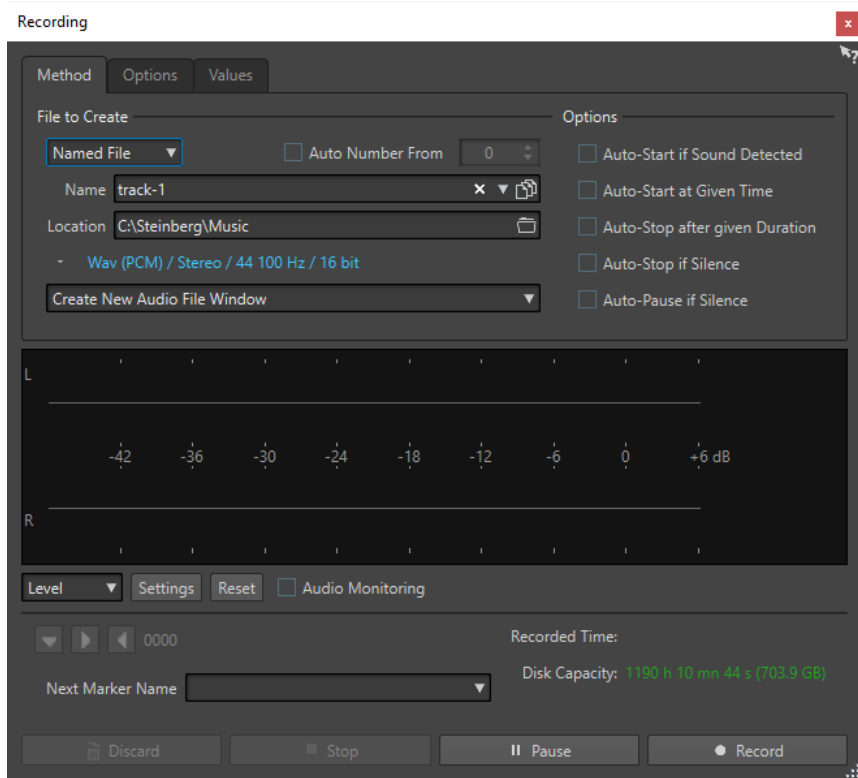 Recording
x
Method Options Values
File to Create
Named File Auto Number From 0
Name track-1
Location C:\Steinberg\Music
Wav (PCM) / Stereo / 44 100 Hz / 16 bit
Create New Audio File Window
Options
Auto-Start if Sound Detected
Auto-Start at Given Time
Auto-Stop after given Duration
Auto-Stop if Silence
Auto-Pause if Silence
L
-42 -36 -30 -24 -18 -12 -6 0 +6 dB
R
Level Settings Reset Audio Monitoring
0000
Recorded Time:
Disk Capacity: 1190 h 10 mn 44 s (703.9 GB)
Next Marker Name
Discard Stop Pause Record